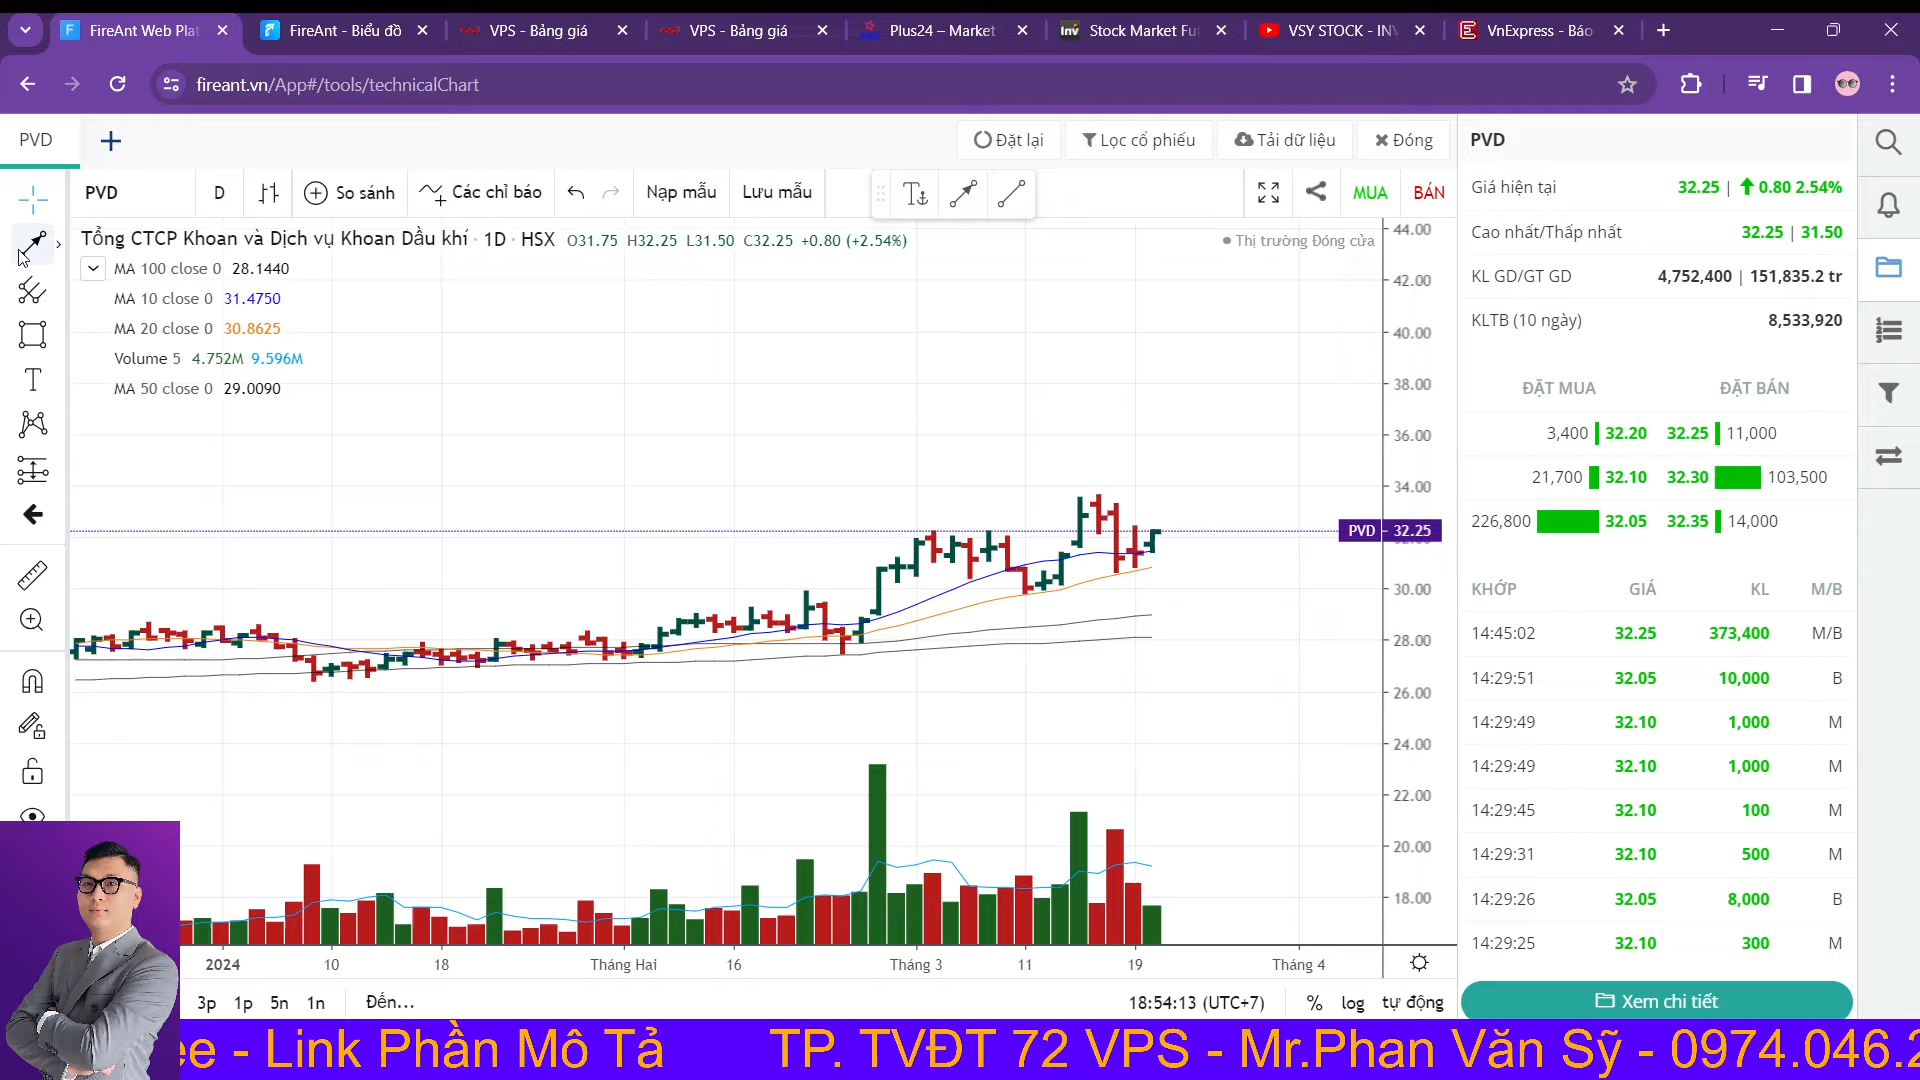 FireAnt Web Plat
FireAnt - Biểu đồ
VPS - Bảng giá
VPS - Bảng giá
Plus24 – Market
Inv
Stock Market Fut
VSY STOCK - INV
VnExpress - Báo
fireant.vn/App#/tools/technicalChart
PVD
Đặt lại
Lọc cổ phiếu
Tải dữ liệu
Đóng
PVD
D
So sánh
Các chỉ báo
Nạp mẫu
Lưu mẫu
MUA
BÁN
Tổng CTCP Khoan và Dịch vụ Khoan Dầu khí · 1D · HSX O31.75 H32.25 L31.50 C32.25 +0.80 (+2.54%)
Thị trường Đóng cửa
MA 100 close 0 28.1440
MA 10 close 0 31.4750
MA 20 close 0 30.8625
Volume 5 4.752M 9.596M
MA 50 close 0 29.0090
44.00
42.00
40.00
38.00
36.00
34.00
PVD 32.25
30.00
28.00
26.00
24.00
22.00
20.00
18.00
2024 10 18 Tháng Hai 16 Tháng 3 11 19 Tháng 4
3p 1p 5n 1n Đến...
18:54:13 (UTC+7) % log tự động
PVD
Giá hiện tại 32.25 | 0.80 2.54%
Cao nhất/Thấp nhất 32.25 | 31.50
KL GD/GT GD 4,752,400 | 151,835.2 tr
KLTB (10 ngày) 8,533,920
ĐẶT MUA ĐẶT BÁN
3,400 32.20 32.25 11,000
21,700 32.10 32.30 103,500
226,800 32.05 32.35 14,000
KHỚP GIÁ KL M/B
14:45:02 32.25 373,400 M/B
14:29:51 32.05 10,000 B
14:29:49 32.10 1,000 M
14:29:49 32.10 1,000 M
14:29:45 32.10 100 M
14:29:31 32.10 500 M
14:29:26 32.05 8,000 B
14:29:25 32.10 300 M
Xem chi tiết
ee - Link Phần Mô Tả TP. TVĐT 72 VPS - Mr.Phan Văn Sỹ - 0974.046.2